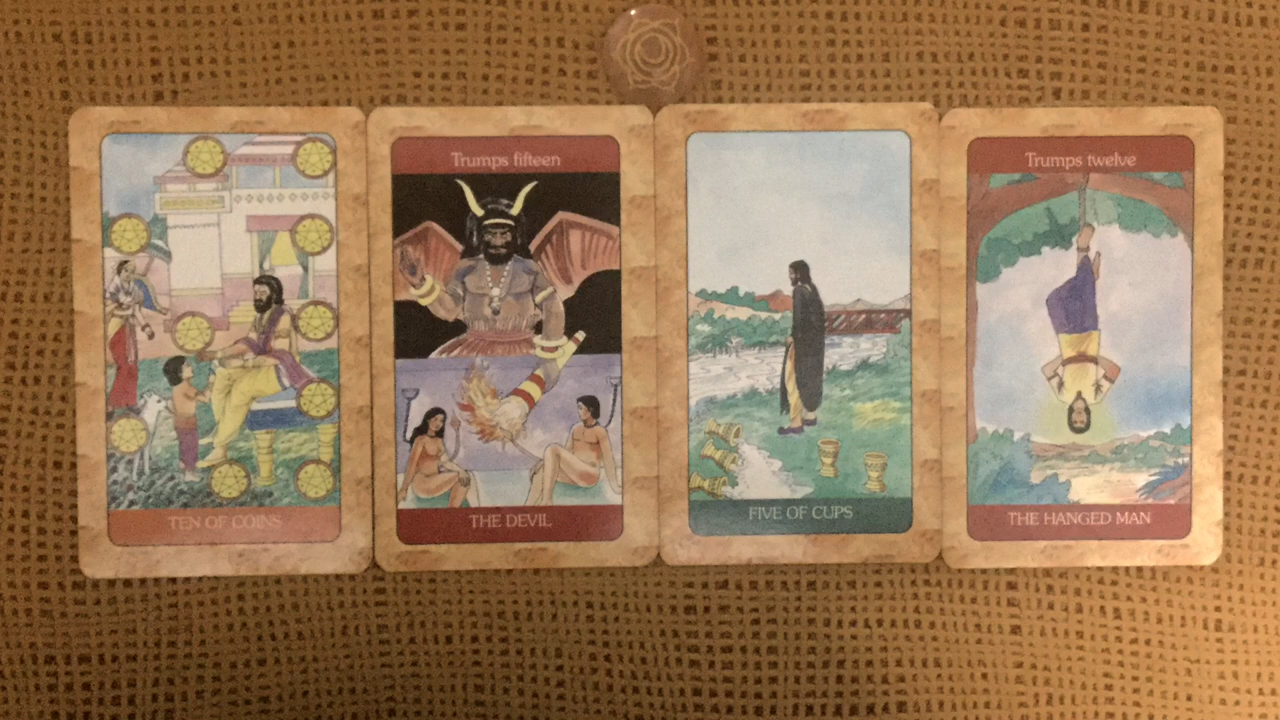 TEN OF COINS
Trumps fifteen
THE DEVIL
FIVE OF CUPS
Trumps twelve
THE HANGED MAN